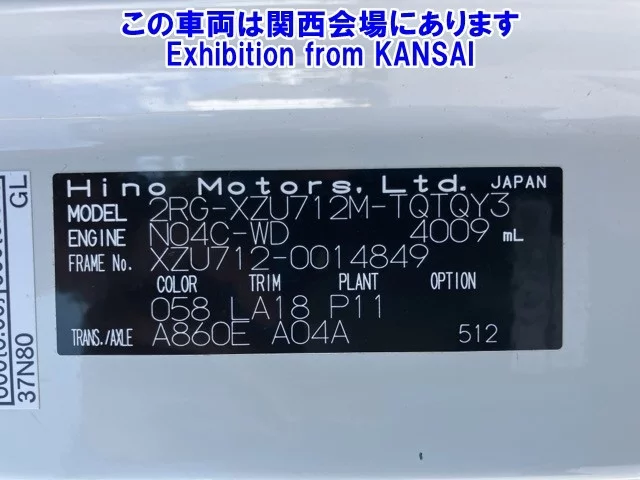 この車両は関西会場にあります
Exhibition from KANSAI
Hino Motors, Ltd. JAPAN
MODEL 2RG-XZU712M-TQTQY3
ENGINE N04C-WD 4009 mL
FRAME No. XZU712-0014849
COLOR TRIM PLANT OPTION
058 LA18 P11
TRANS./AXLE A860E A04A 512
GL
37N80